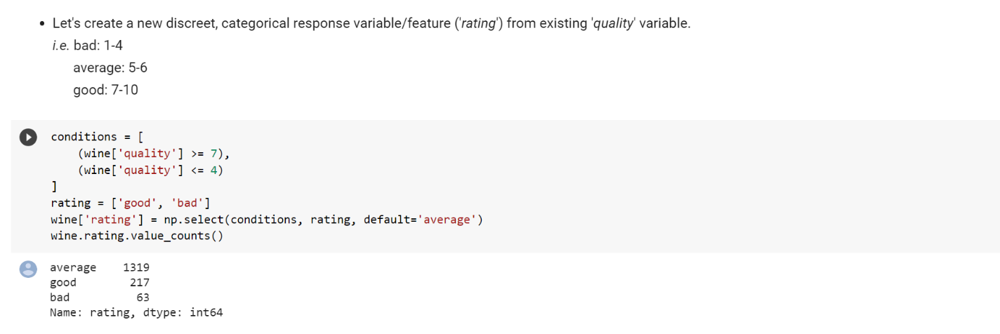 • Let's create a new discreet, categorical response variable/feature ('rating') from existing 'quality' variable.
i.e. bad: 1-4
average: 5-6
good: 7-10
conditions = [
    (wine['quality'] >= 7),
    (wine['quality'] <= 4)
]
rating = ['good', 'bad']
wine['rating'] = np.select(conditions, rating, default='average')
wine.rating.value_counts()
average    1319
good        217
bad          63
Name: rating, dtype: int64